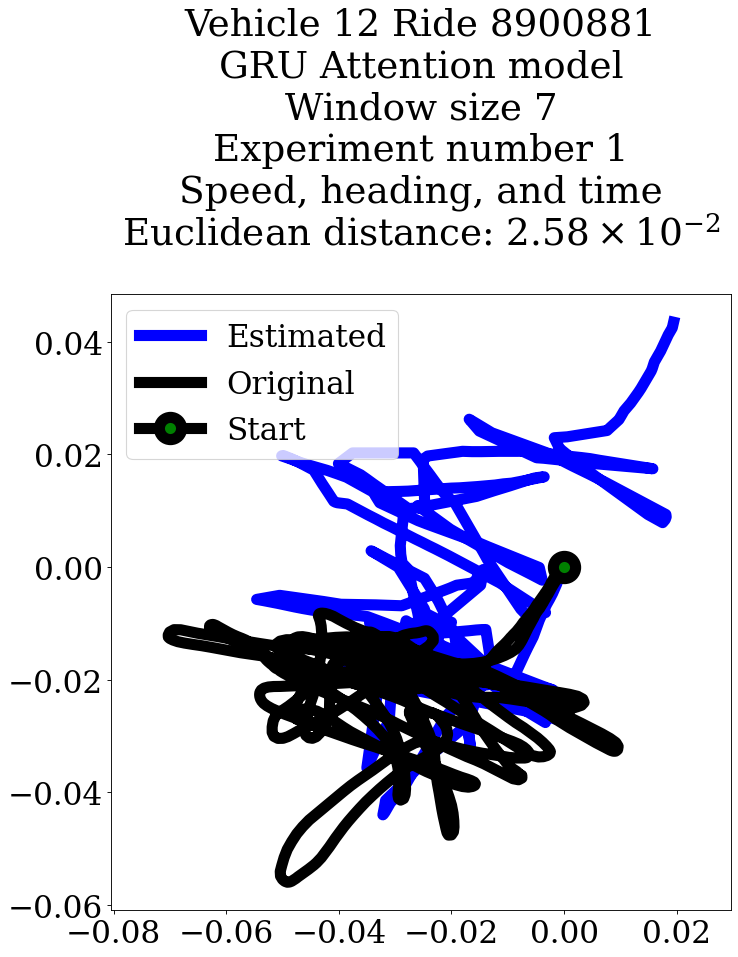 Vehicle 12 Ride 8900881
GRU Attention model
Window size 7
Experiment number 1
Speed, heading, and time
Euclidean distance: 2.58 × 10⁻²
Estimated
Original
Start
0.04
0.02
0.00
−0.02
−0.04
−0.06
−0.08 −0.06 −0.04 −0.02 0.00 0.02